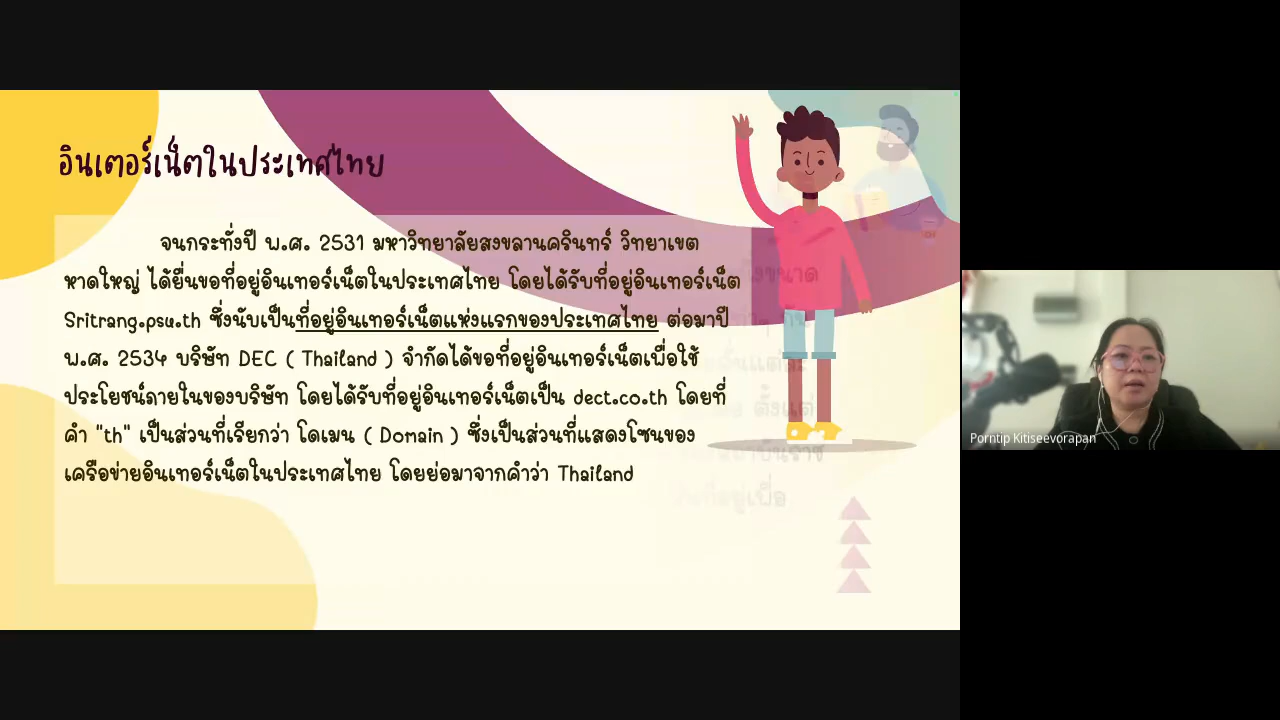 อินเตอร์เน็ตในประเทศไทย
จนกระทั่งปี พ.ศ. 2531 มหาวิทยาลัยสงขลานครินทร์ วิทยาเขต
หาดใหญ่ ได้ยื่นขอที่อยู่อินเทอร์เน็ตในประเทศไทย โดยได้รับที่อยู่อินเทอร์เน็ต
Sritrang.psu.th ซึ่งนับเป็นที่อยู่อินเทอร์เน็ตแห่งแรกของประเทศไทย ต่อมาปี
พ.ศ. 2534 บริษัท DEC ( Thailand ) จำกัดได้ขอที่อยู่อินเทอร์เน็ตเพื่อใช้
ประโยชน์ภายในของบริษัท โดยได้รับที่อยู่อินเทอร์เน็ตเป็น dect.co.th โดยที่
คำ "th" เป็นส่วนที่เรียกว่า โดเมน ( Domain ) ซึ่งเป็นส่วนที่แสดงโซนของ
เครือข่ายอินเทอร์เน็ตในประเทศไทย โดยย่อมาจากคำว่า Thailand
Porntip Kitiseevorapan